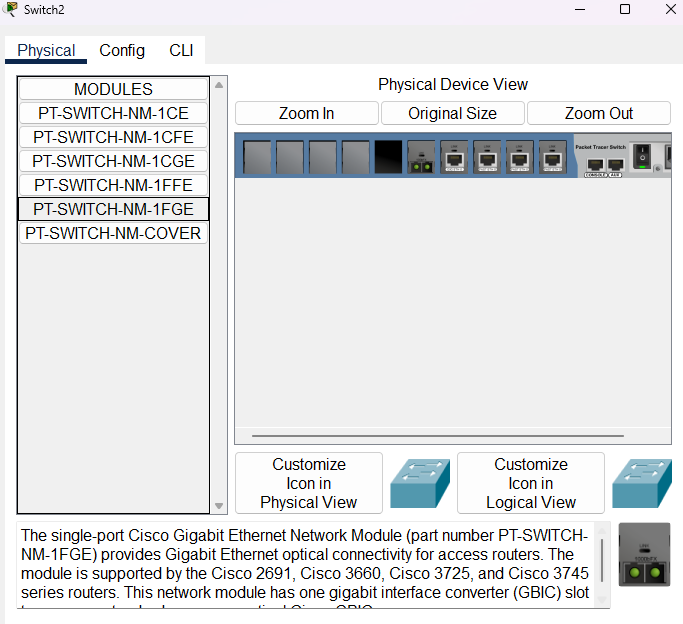 Switch2
Physical
Config
CLI
MODULES
PT-SWITCH-NM-1CE
PT-SWITCH-NM-1CFE
PT-SWITCH-NM-1CGE
PT-SWITCH-NM-1FFE
PT-SWITCH-NM-1FGE
PT-SWITCH-NM-COVER
Physical Device View
Zoom In
Original Size
Zoom Out
Packet Tracer Switch
CONSOLE
AUX
Customize
Icon in
Physical View
Customize
Icon in
Logical View
The single-port Cisco Gigabit Ethernet Network Module (part number PT-SWITCH-
NM-1FGE) provides Gigabit Ethernet optical connectivity for access routers. The
module is supported by the Cisco 2691, Cisco 3660, Cisco 3725, and Cisco 3745
series routers. This network module has one gigabit interface converter (GBIC) slot